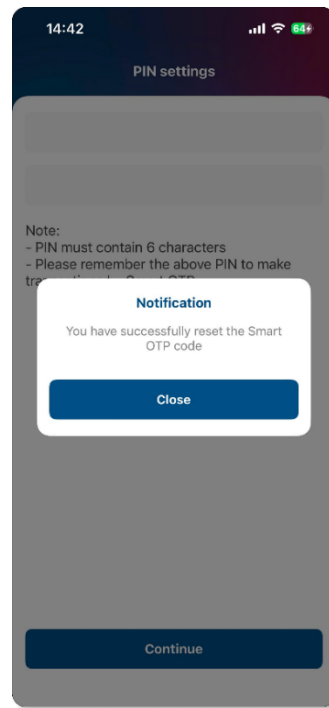 14:42
64
PIN settings
Note:
- PIN must contain 6 characters
- Please remember the above PIN to make
Notification
You have successfully reset the Smart
OTP code
Close
Continue